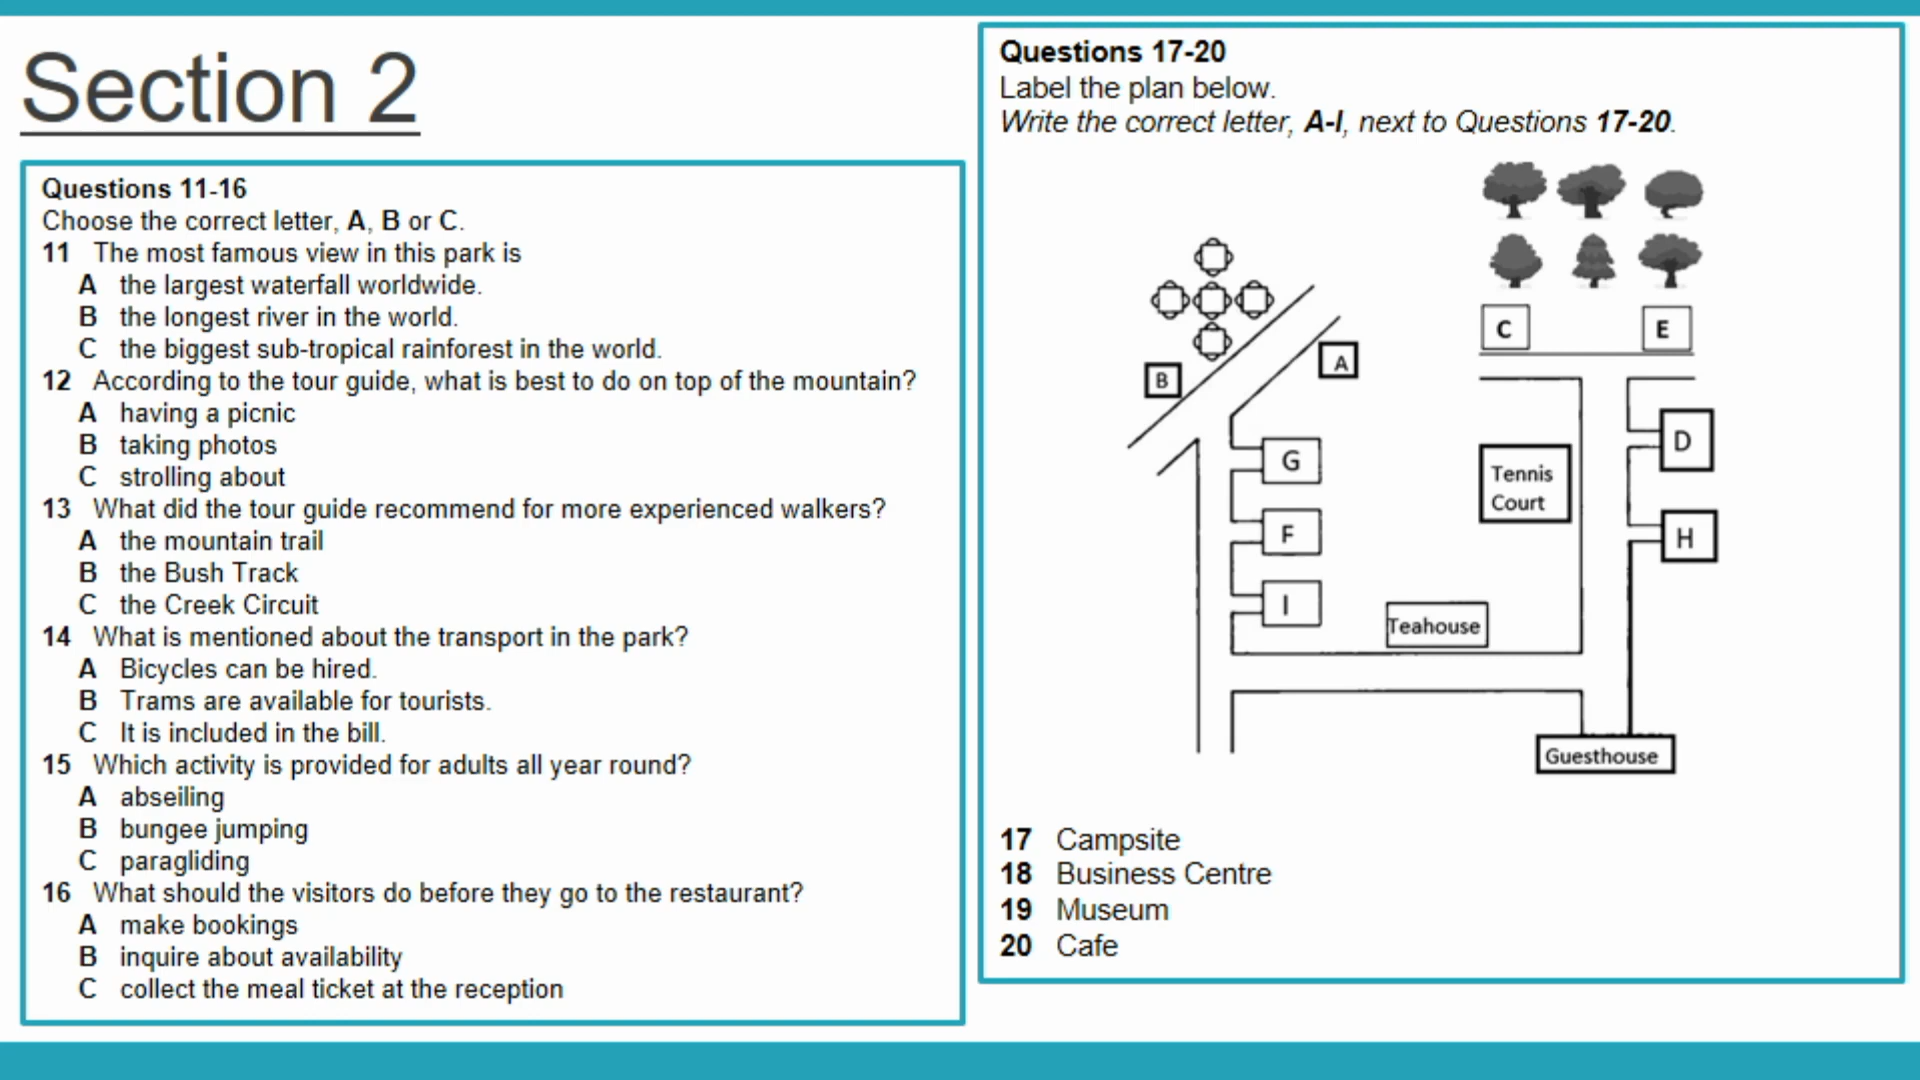 Section 2
Questions 11-16
Choose the correct letter, A, B or C.
11 The most famous view in this park is
A the largest waterfall worldwide.
B the longest river in the world.
C the biggest sub-tropical rainforest in the world.
12 According to the tour guide, what is best to do on top of the mountain?
A having a picnic
B taking photos
C strolling about
13 What did the tour guide recommend for more experienced walkers?
A the mountain trail
B the Bush Track
C the Creek Circuit
14 What is mentioned about the transport in the park?
A Bicycles can be hired.
B Trams are available for tourists.
C It is included in the bill.
15 Which activity is provided for adults all year round?
A abseiling
B bungee jumping
C paragliding
16 What should the visitors do before they go to the restaurant?
A make bookings
B inquire about availability
C collect the meal ticket at the reception
Questions 17-20
Label the plan below.
Write the correct letter, A-I, next to Questions 17-20.
C
E
A
B
D
G
Tennis
Court
F
H
I
Teahouse
Guesthouse
17 Campsite
18 Business Centre
19 Museum
20 Cafe